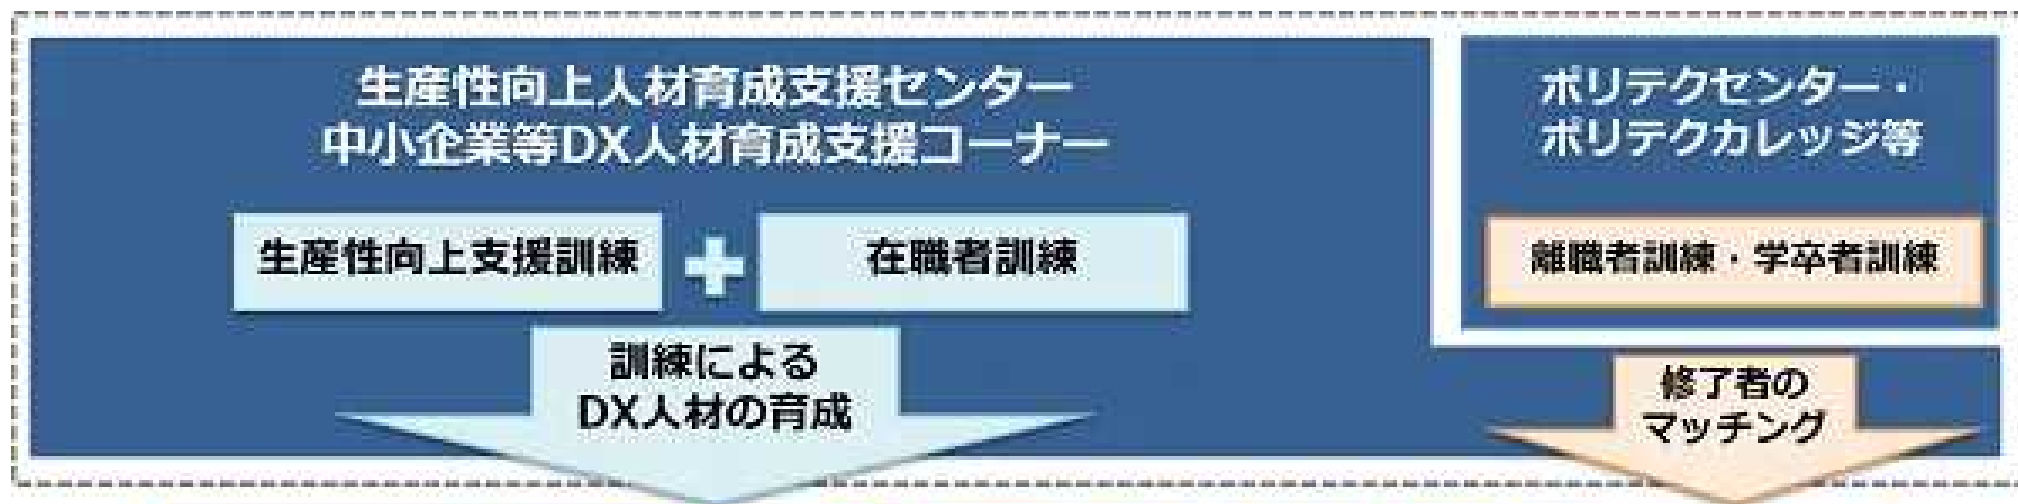 生産性向上人材育成支援センター
中小企業等DX人材育成支援コーナー
生産性向上支援訓練
在職者訓練
訓練による
DX人材の育成
ポリテクセンター・
ポリテクカレッジ等
離職者訓練・学卒者訓練
修了者の
マッチング